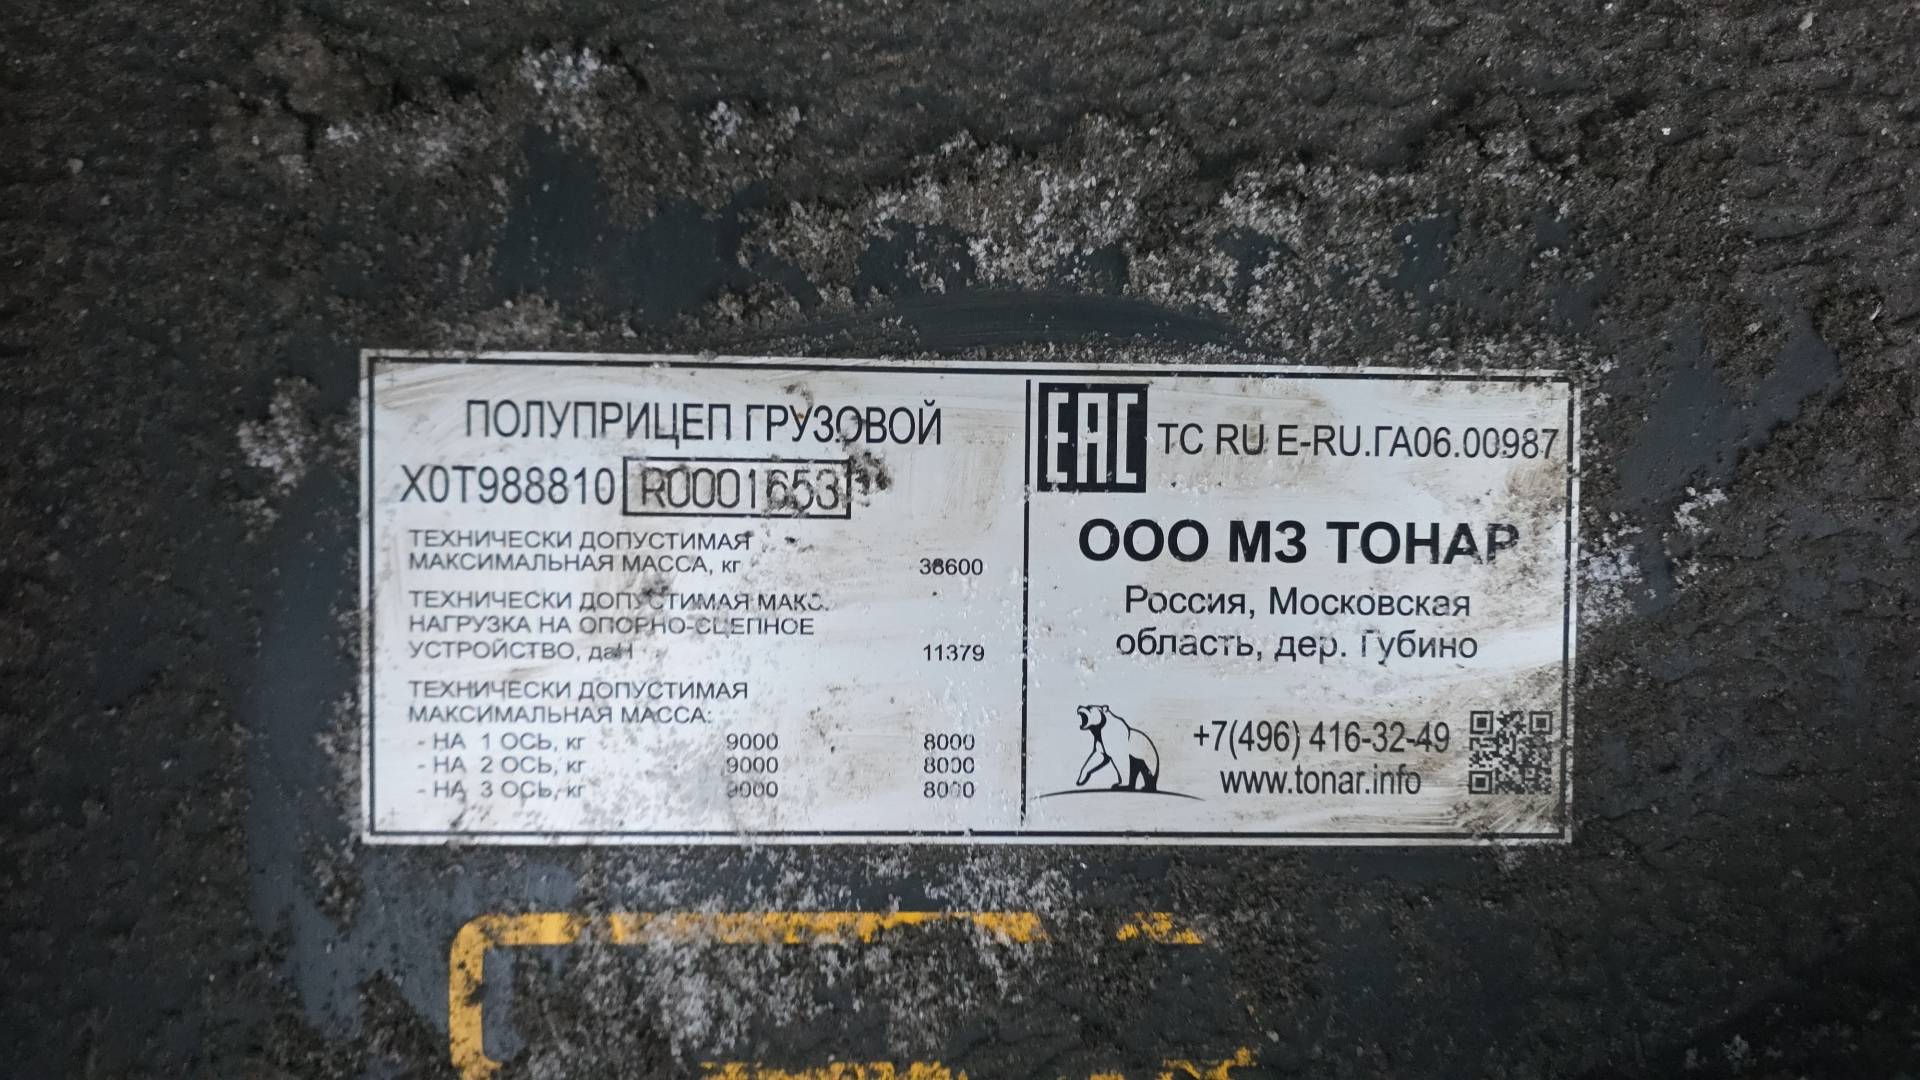 ПОЛУПРИЦЕП ГРУЗОВОЙ
X0T988810 R0001653
ТЕХНИЧЕСКИ ДОПУСТИМАЯ
МАКСИМАЛЬНАЯ МАССА, кг 38600
ТЕХНИЧЕСКИ ДОПУСТИМАЯ МАКС.
НАГРУЗКА НА ОПОРНО-СЦЕПНОЕ
УСТРОЙСТВО, даН 11379
ТЕХНИЧЕСКИ ДОПУСТИМАЯ
МАКСИМАЛЬНАЯ МАССА:
- НА 1 ОСЬ, кг 9000 8000
- НА 2 ОСЬ, кг 9000 8000
- НА 3 ОСЬ, кг 9000 8000
EAC TC RU E-RU.ГА06.00987
ООО МЗ ТОНАР
Россия, Московская
область, дер. Губино
+7(496) 416-32-49
www.tonar.info